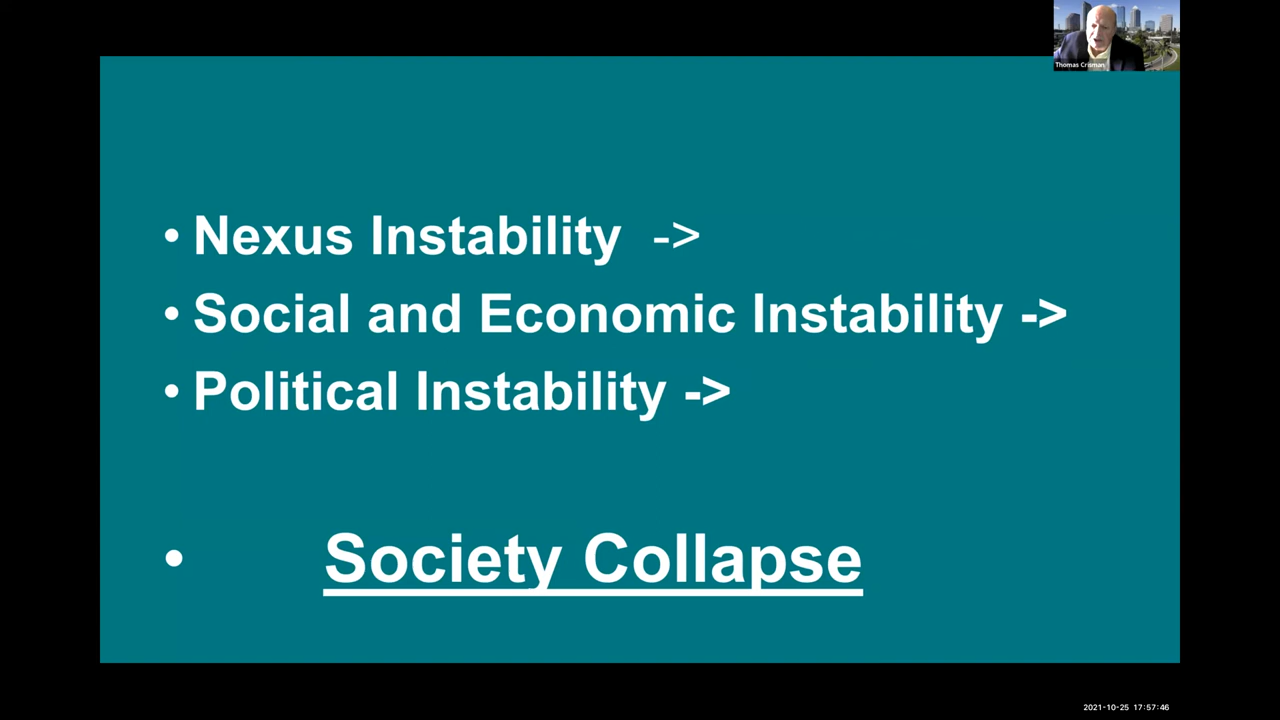 Thomas Crisman
• Nexus Instability ->
• Social and Economic Instability ->
• Political Instability ->
• Society Collapse
2021-10-25 17:57:46